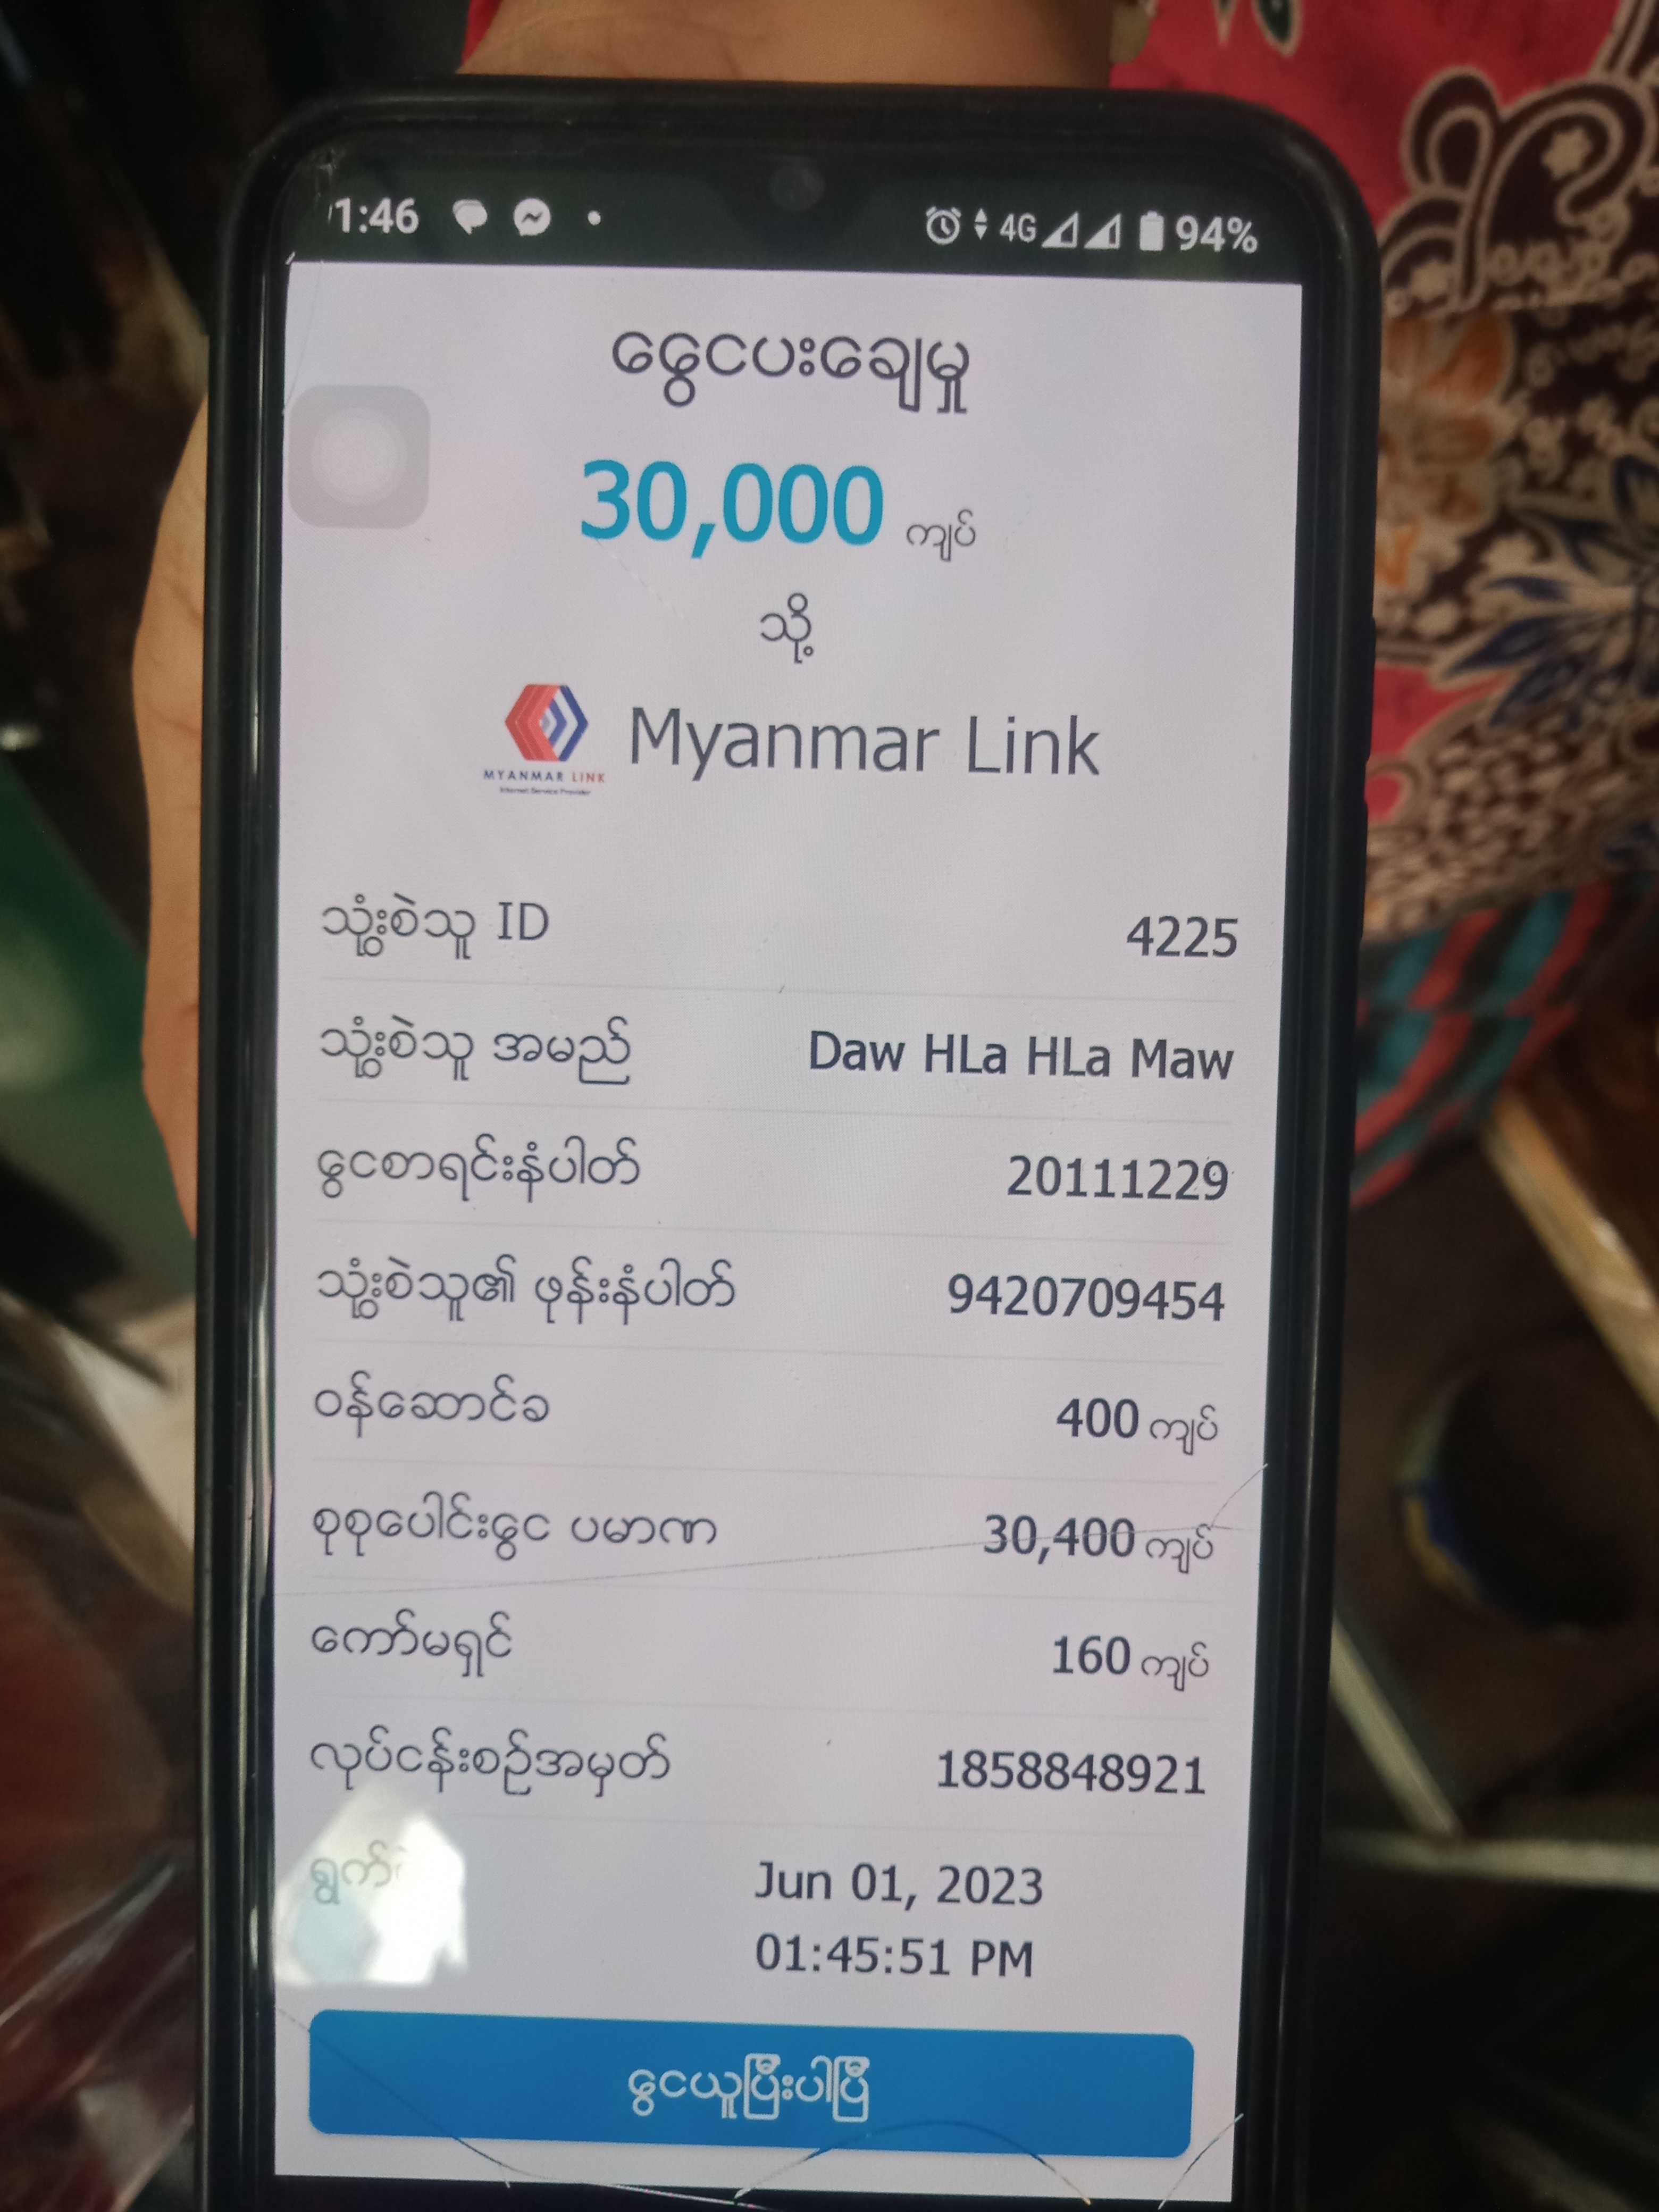 1:46 4G 94%
ငွေပေးချေမှု
30,000 ကျပ်
သို့
MYANMAR LINK
Internet Service Provider
Myanmar Link
သုံးစွဲသူ ID 4225
သုံးစွဲသူ အမည် Daw HLa HLa Maw
ငွေစာရင်းနံပါတ် 20111229
သုံးစွဲသူ၏ ဖုန်းနံပါတ် 9420709454
ဝန်ဆောင်ခ 400 ကျပ်
စုစုပေါင်းငွေ ပမာဏ 30,400 ကျပ်
ကော်မရှင် 160 ကျပ်
လုပ်ငန်းစဉ်အမှတ် 1858848921
Jun 01, 2023
01:45:51 PM
ငွေယူပြီးပါပြီ